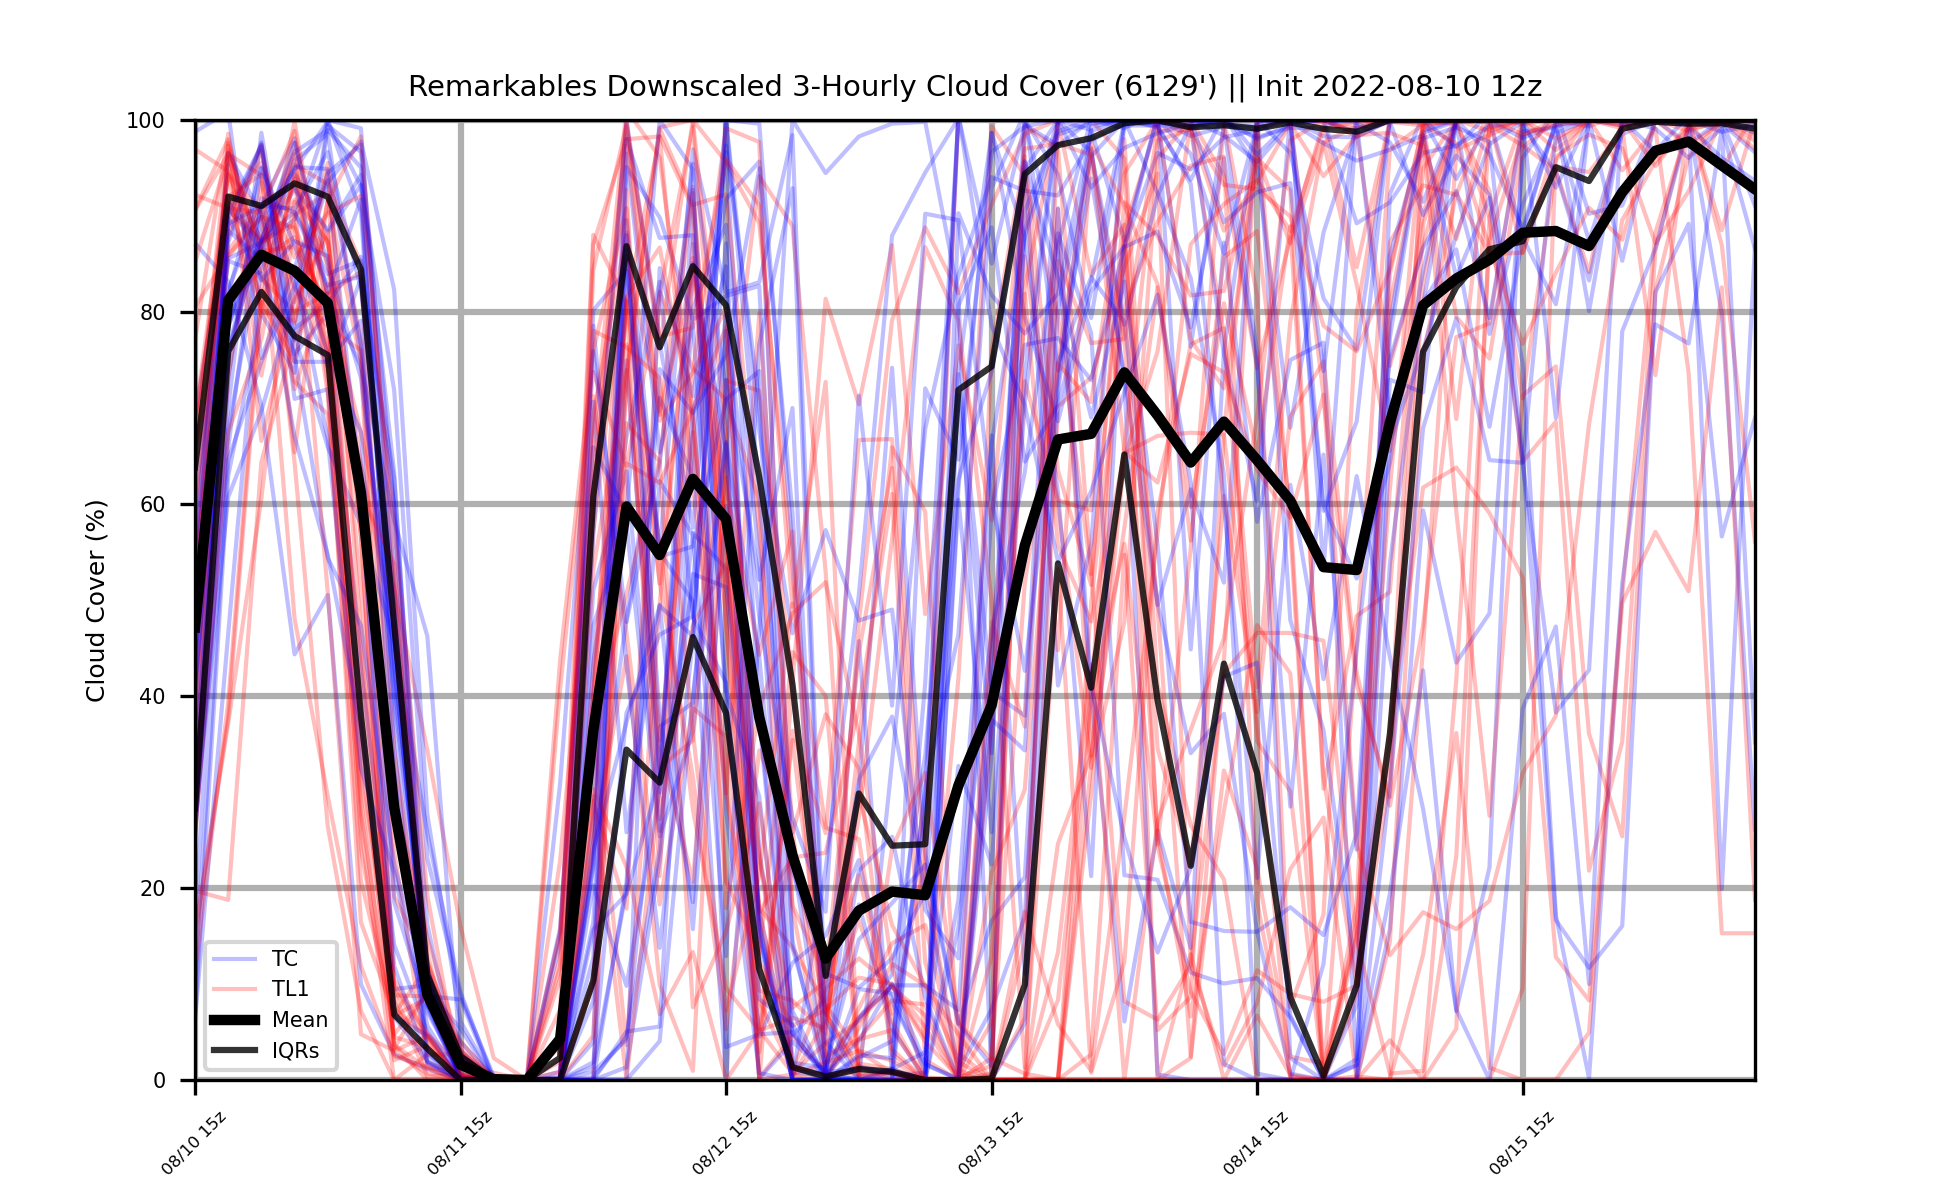 Remarkables Downscaled 3-Hourly Cloud Cover (6129') || Init 2022-08-10 12z
Cloud Cover (%)
100
80
60
40
20
0
TC
TL1
Mean
IQRs
08/10 15z
08/11 15z
08/12 15z
08/13 15z
08/14 15z
08/15 15z